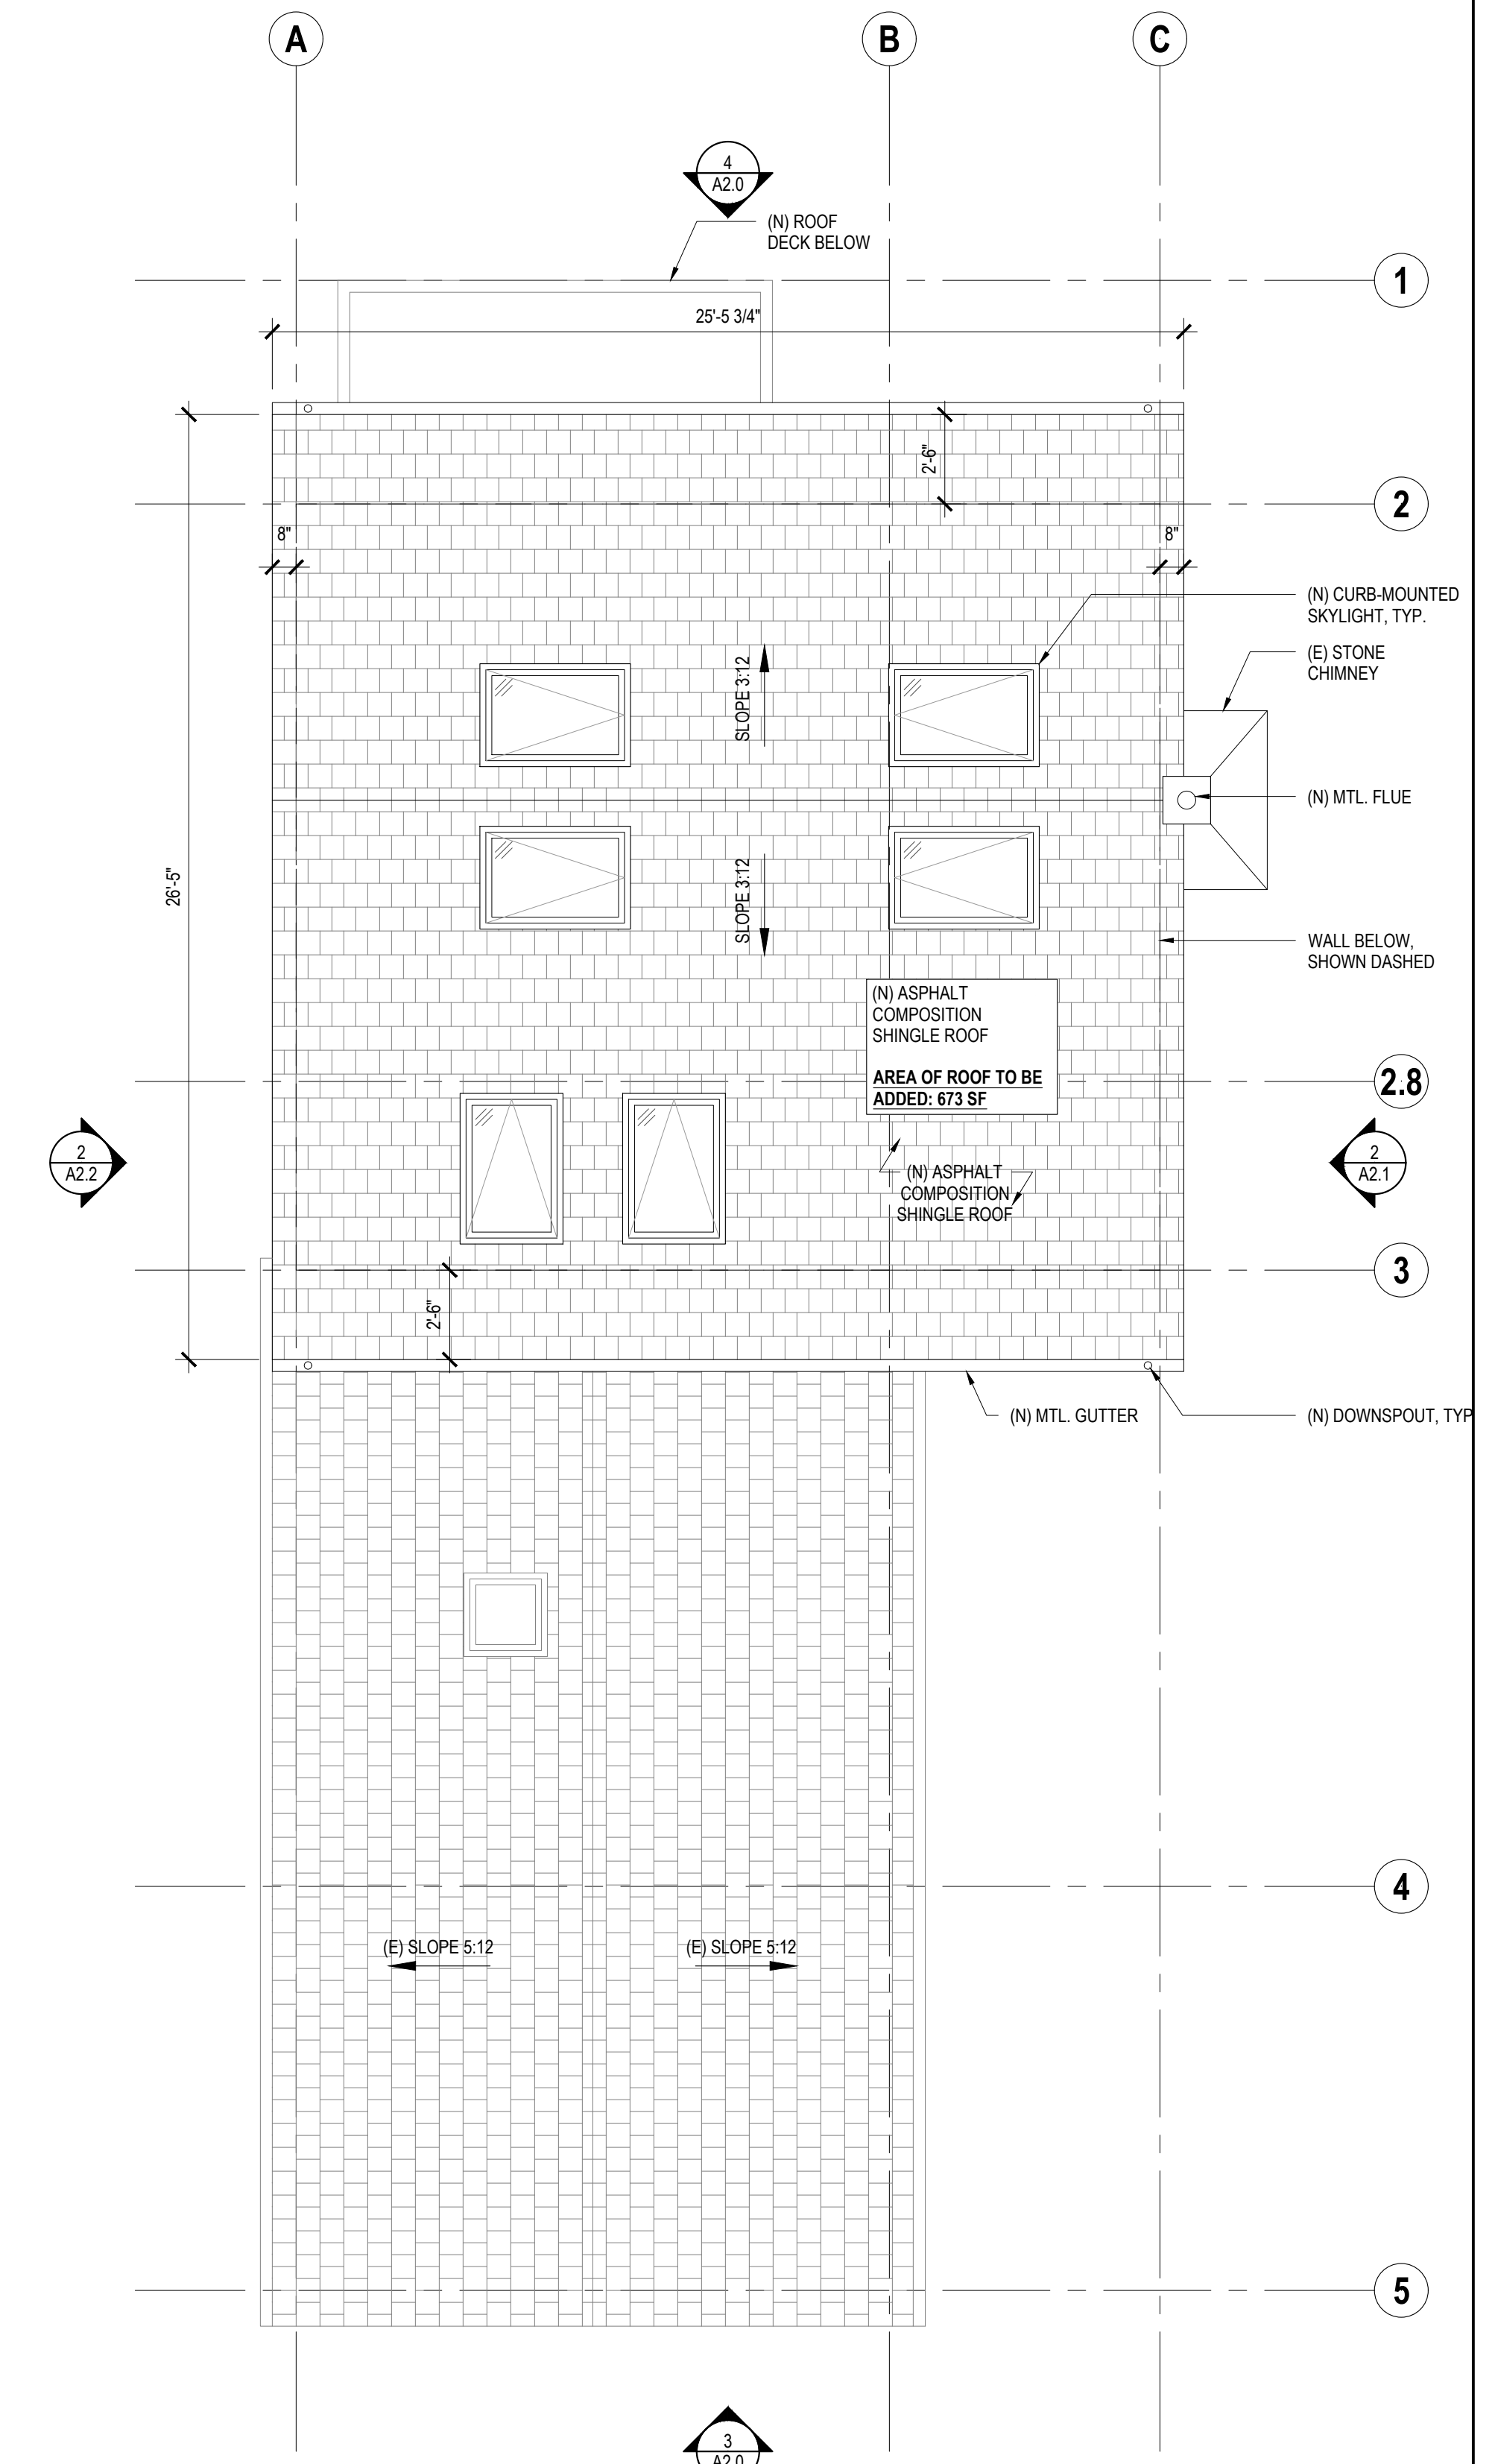 A
B
C
4
A2.0
(N) ROOF
DECK BELOW
1
25'-5 3/4"
2'-6"
2
8"
8"
(N) CURB-MOUNTED
SKYLIGHT, TYP.
(E) STONE
CHIMNEY
SLOPE 3:12
(N) MTL. FLUE
26'-5"
SLOPE 3:12
WALL BELOW,
SHOWN DASHED
(N) ASPHALT
COMPOSITION
SHINGLE ROOF
AREA OF ROOF TO BE
ADDED: 673 SF
2.8
2
A2.2
2
A2.1
(N) ASPHALT
COMPOSITION
SHINGLE ROOF
3
2'-6"
(N) MTL. GUTTER
(N) DOWNSPOUT, TYP
4
(E) SLOPE 5:12
(E) SLOPE 5:12
5
3
A2.0